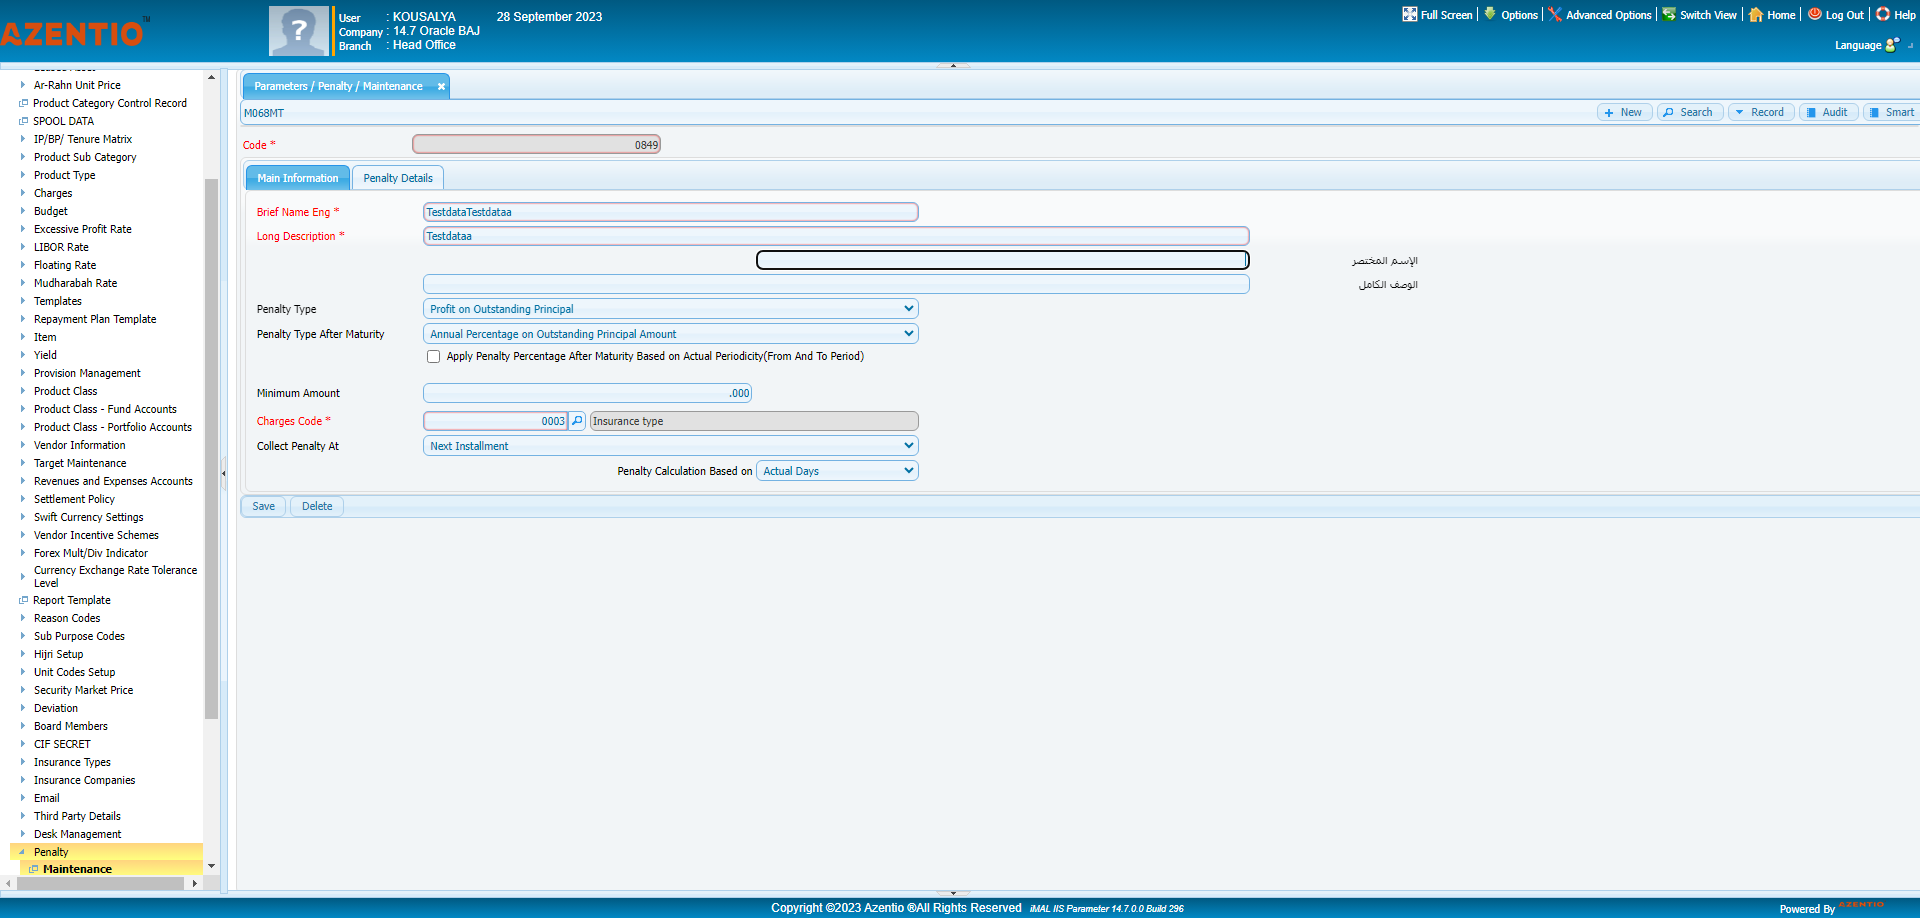 AZENTIO™
User : KOUSALYA 28 September 2023
Company : 14.7 Oracle BAJ
Branch : Head Office
Full Screen Options Advanced Options Switch View Home Log Out Help
Language
Ar-Rahn Unit Price
Product Category Control Record
SPOOL DATA
IP/BP/ Tenure Matrix
Product Sub Category
Product Type
Charges
Budget
Excessive Profit Rate
LIBOR Rate
Floating Rate
Mudharabah Rate
Templates
Repayment Plan Template
Item
Yield
Provision Management
Product Class
Product Class - Fund Accounts
Product Class - Portfolio Accounts
Vendor Information
Target Maintenance
Revenues and Expenses Accounts
Settlement Policy
Swift Currency Settings
Vendor Incentive Schemes
Forex Mult/Div Indicator
Currency Exchange Rate Tolerance
Level
Report Template
Reason Codes
Sub Purpose Codes
Hijri Setup
Unit Codes Setup
Security Market Price
Deviation
Board Members
CIF SECRET
Insurance Types
Insurance Companies
Email
Third Party Details
Desk Management
Penalty
Maintenance
Parameters / Penalty / Maintenance
M068MT
New Search Record Audit Smart
Code * 0849
Main Information Penalty Details
Brief Name Eng * TestdataTestdataa
Long Description * Testdataa
الإسم المختصر
الوصف الكامل
Penalty Type Profit on Outstanding Principal
Penalty Type After Maturity Annual Percentage on Outstanding Principal Amount
Apply Penalty Percentage After Maturity Based on Actual Periodicity(From And To Period)
Minimum Amount .000
Charges Code * 0003 Insurance type
Collect Penalty At Next Installment
Penalty Calculation Based on Actual Days
Save Delete
Copyright ©2023 Azentio ®All Rights Reserved iMAL IIS Parameter 14.7.0.0 Build 296
Powered By AZENTIO